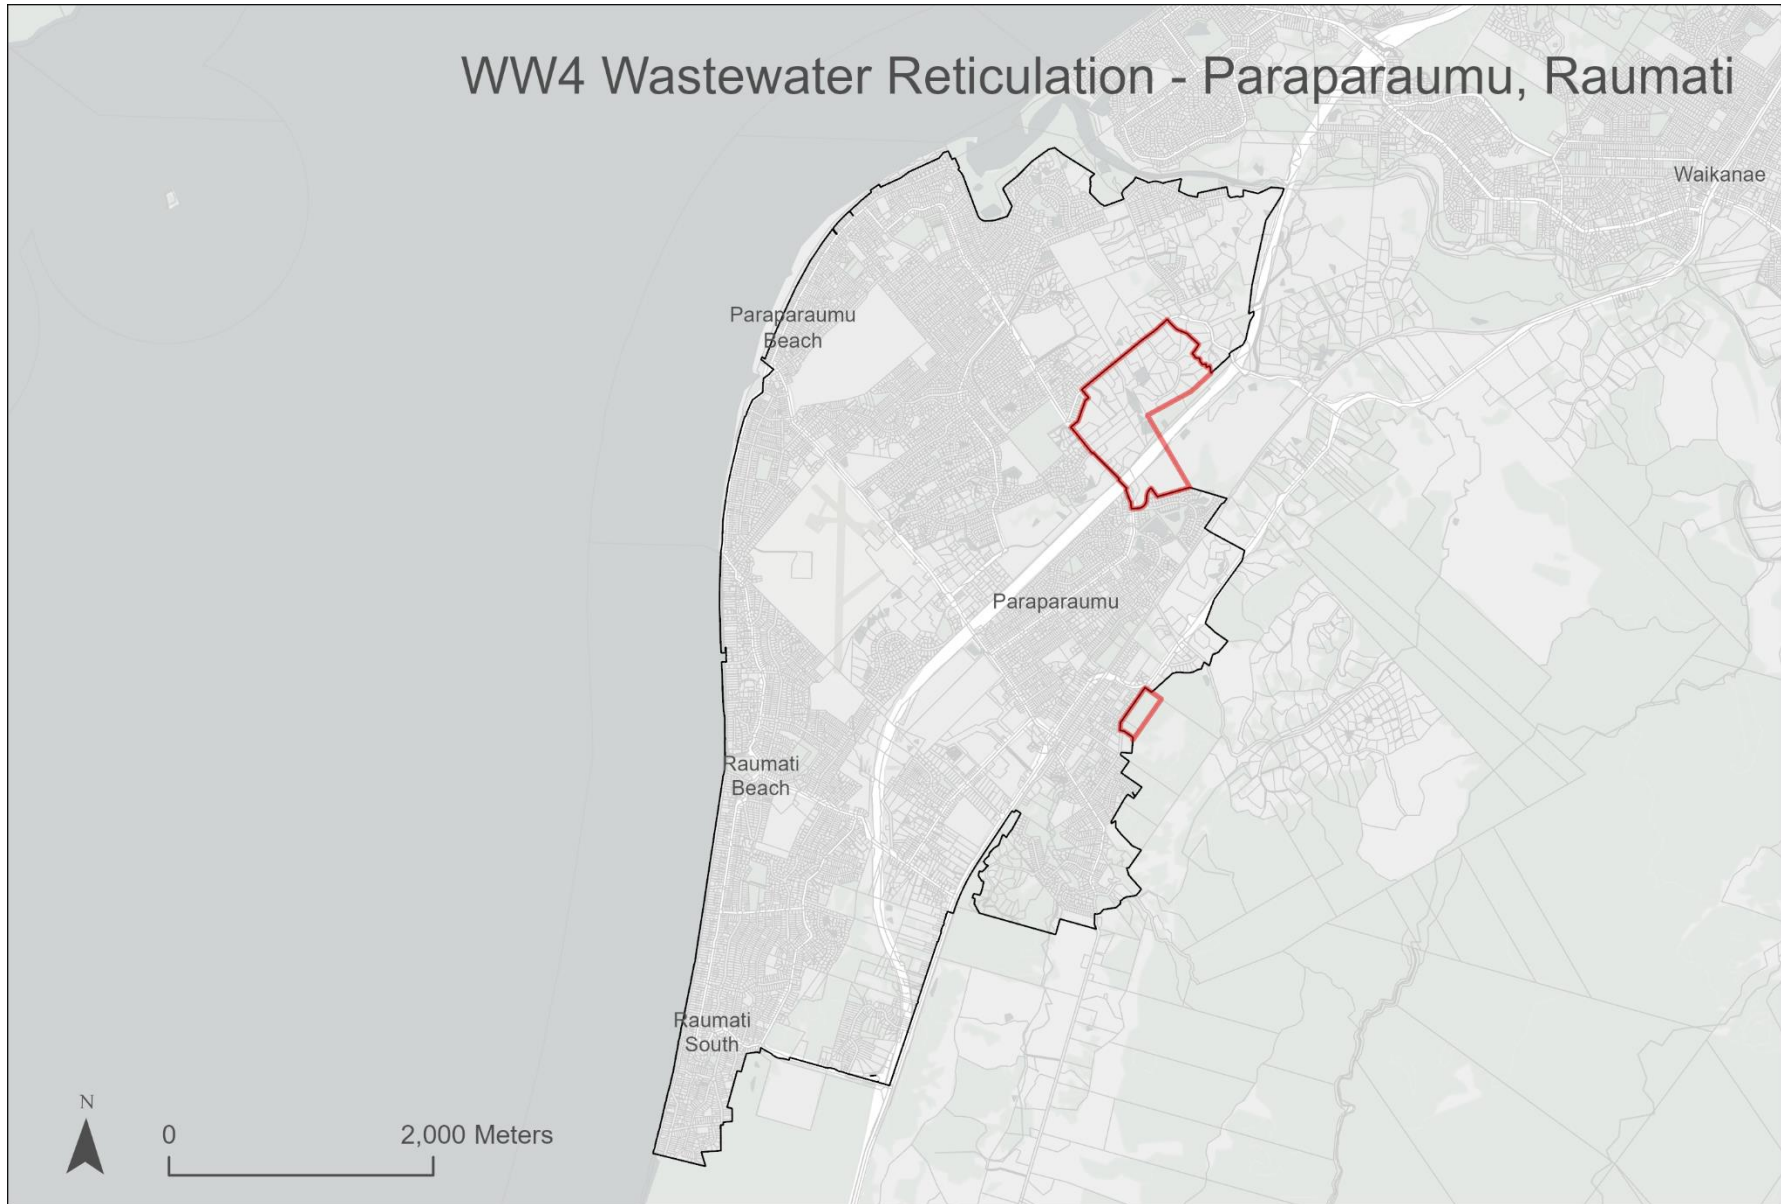 WW4 Wastewater Reticulation - Paraparaumu, Raumati
Waikanae
Paraparaumu
Beach
Paraparaumu
Raumati
Beach
Raumati
South
N
0
2,000 Meters